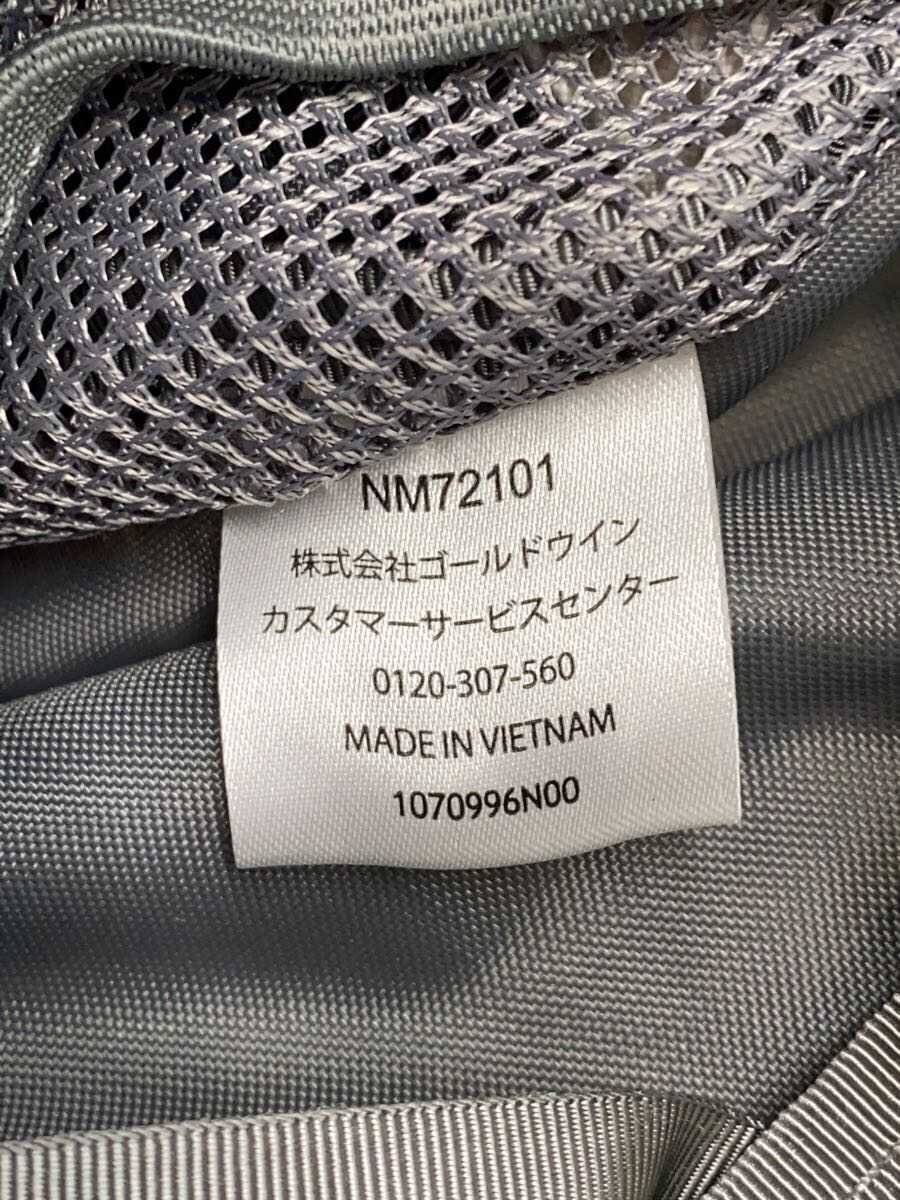 NM72101
株式会社ゴールドウイン
カスタマーサービスセンター
0120-307-560
MADE IN VIETNAM
1070996N00